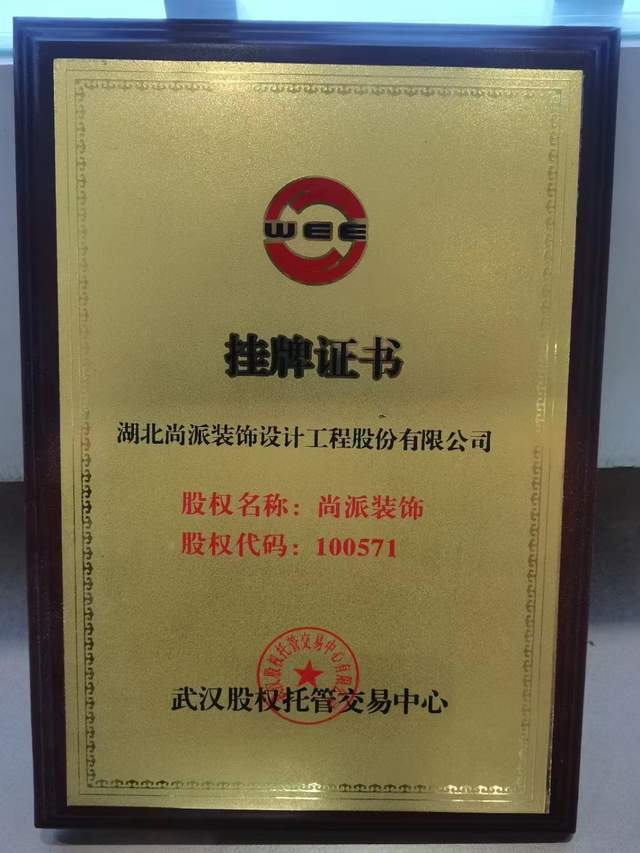 WEE
挂牌证书
湖北尚派装饰设计工程股份有限公司
股权名称：尚派装饰
股权代码：100571
武汉股权托管交易中心